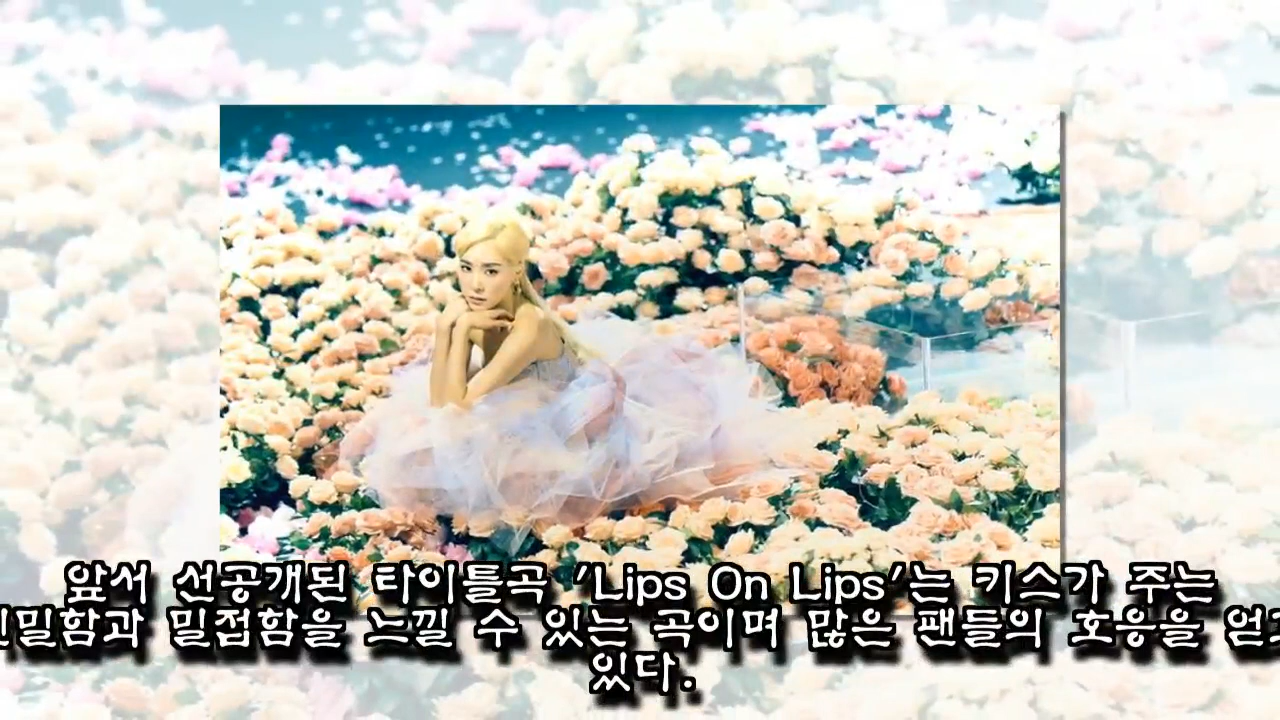 앞서 선공개된 타이틀곡 'Lips On Lips'는 키스가 주는
밀함과 밀접함을 느낄 수 있는 곡이며 많은 팬들의 호응을
있다.